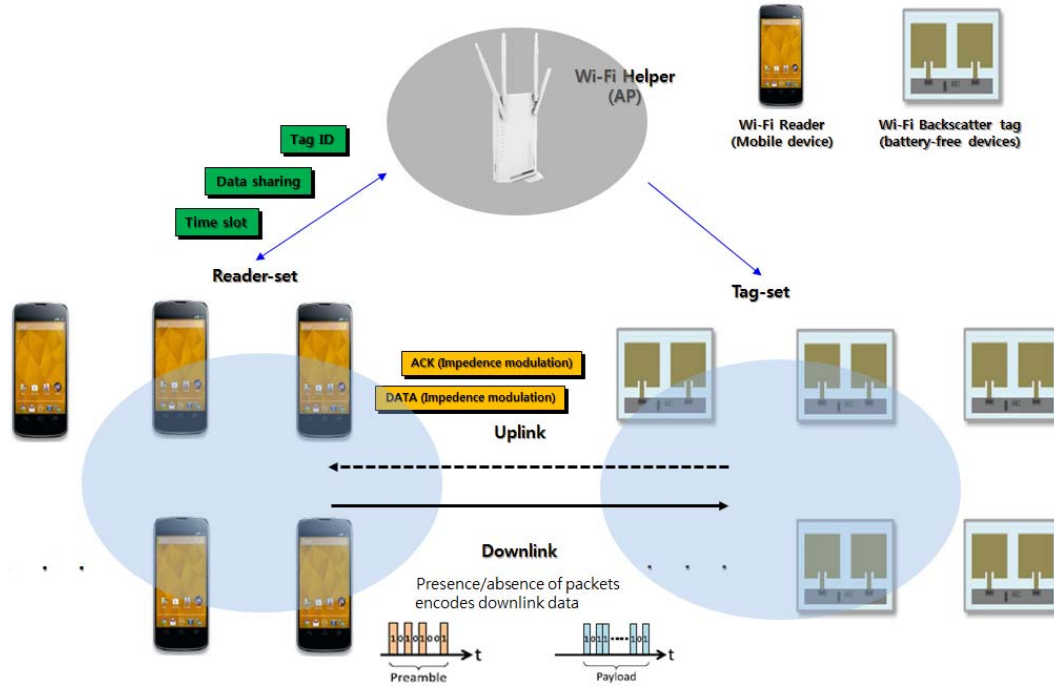 Wi-Fi Helper
(AP)
Wi-Fi Reader
(Mobile device)
Wi-Fi Backscatter tag
(battery-free devices)
Tag ID
Data sharing
Time slot
Reader-set
Tag-set
ACK (Impedence modulation)
DATA (Impedence modulation)
Uplink
. . .
Downlink
. . . .
Presence/absence of packets
encodes downlink data
1 0 1 0 1 0 0 1
t
Preamble
1 0 1 1 ---- 1 0 1
t
Payload